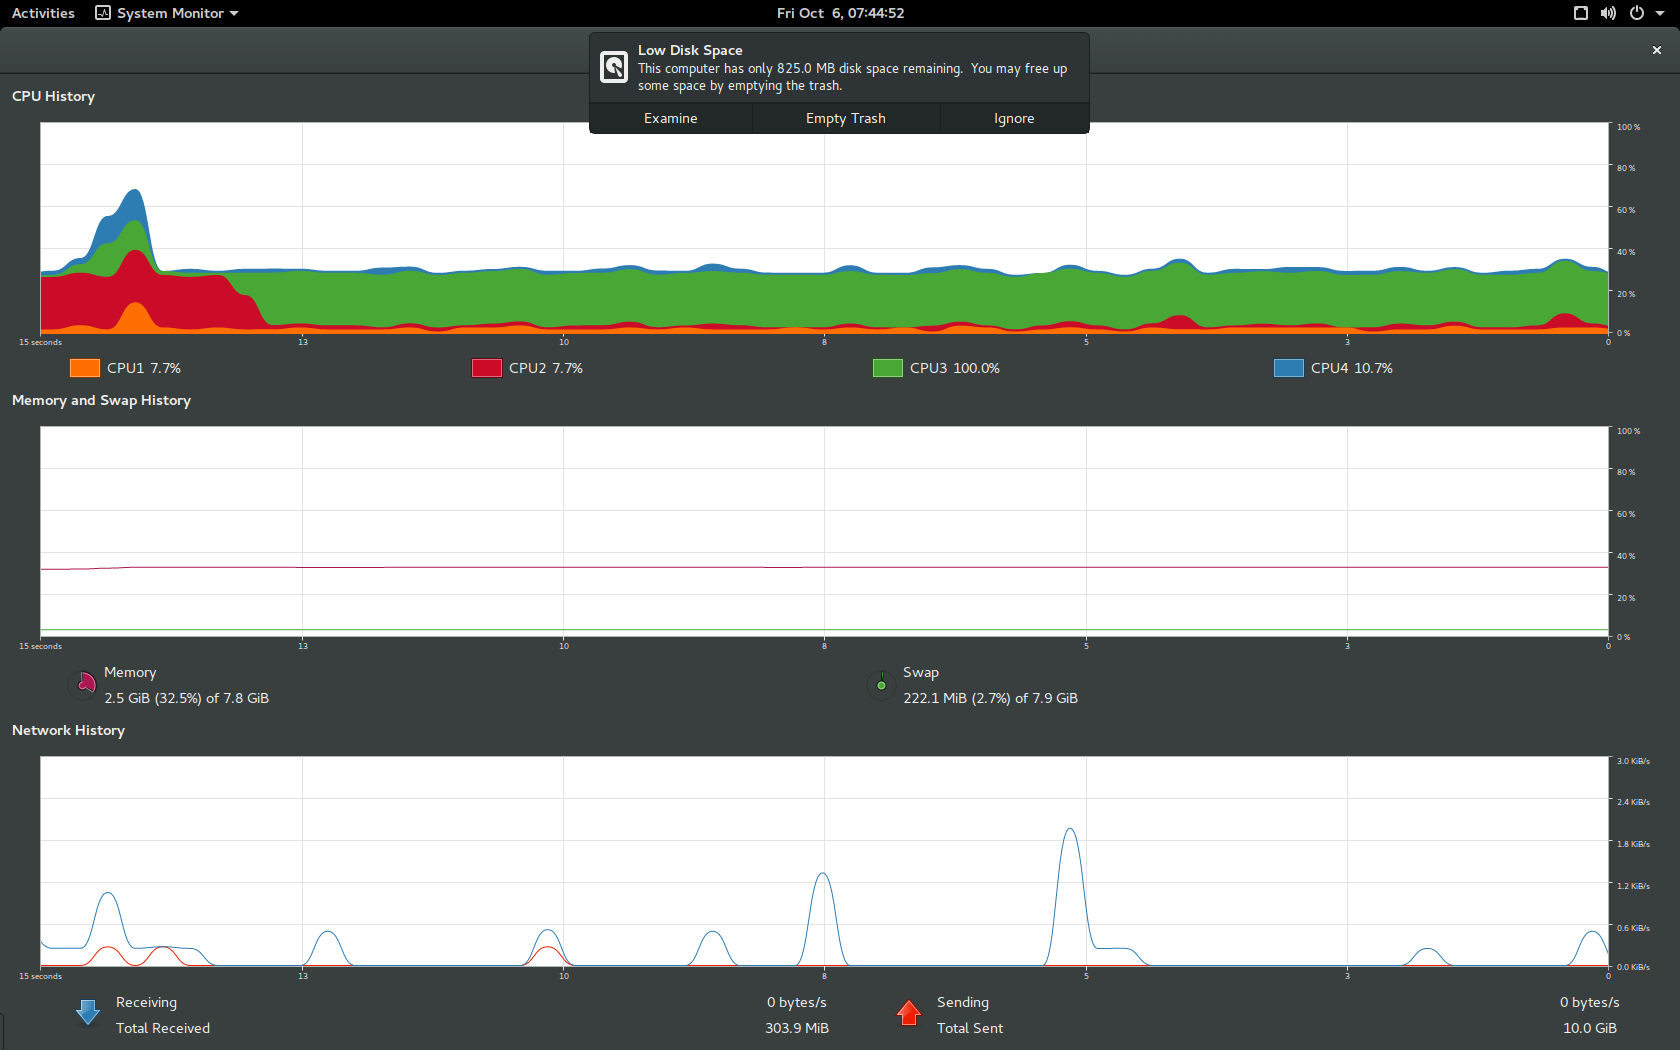 Activities System Monitor Fri Oct 6, 07:44:52
Low Disk Space
This computer has only 825.0 MB disk space remaining. You may free up
some space by emptying the trash.
Examine Empty Trash Ignore
CPU History
100 %
80 %
60 %
40 %
20 %
0 %
15 seconds 13 10 8 5 3 0
CPU1 7.7% CPU2 7.7% CPU3 100.0% CPU4 10.7%
Memory and Swap History
100 %
80 %
60 %
40 %
20 %
0 %
15 seconds 13 10 8 5 3 0
Memory Swap
2.5 GiB (32.5%) of 7.8 GiB 222.1 MiB (2.7%) of 7.9 GiB
Network History
3.0 KiB/s
2.4 KiB/s
1.8 KiB/s
1.2 KiB/s
0.6 KiB/s
0.0 KiB/s
15 seconds 13 10 8 5 3 0
Receiving 0 bytes/s Sending 0 bytes/s
Total Received 303.9 MiB Total Sent 10.0 GiB